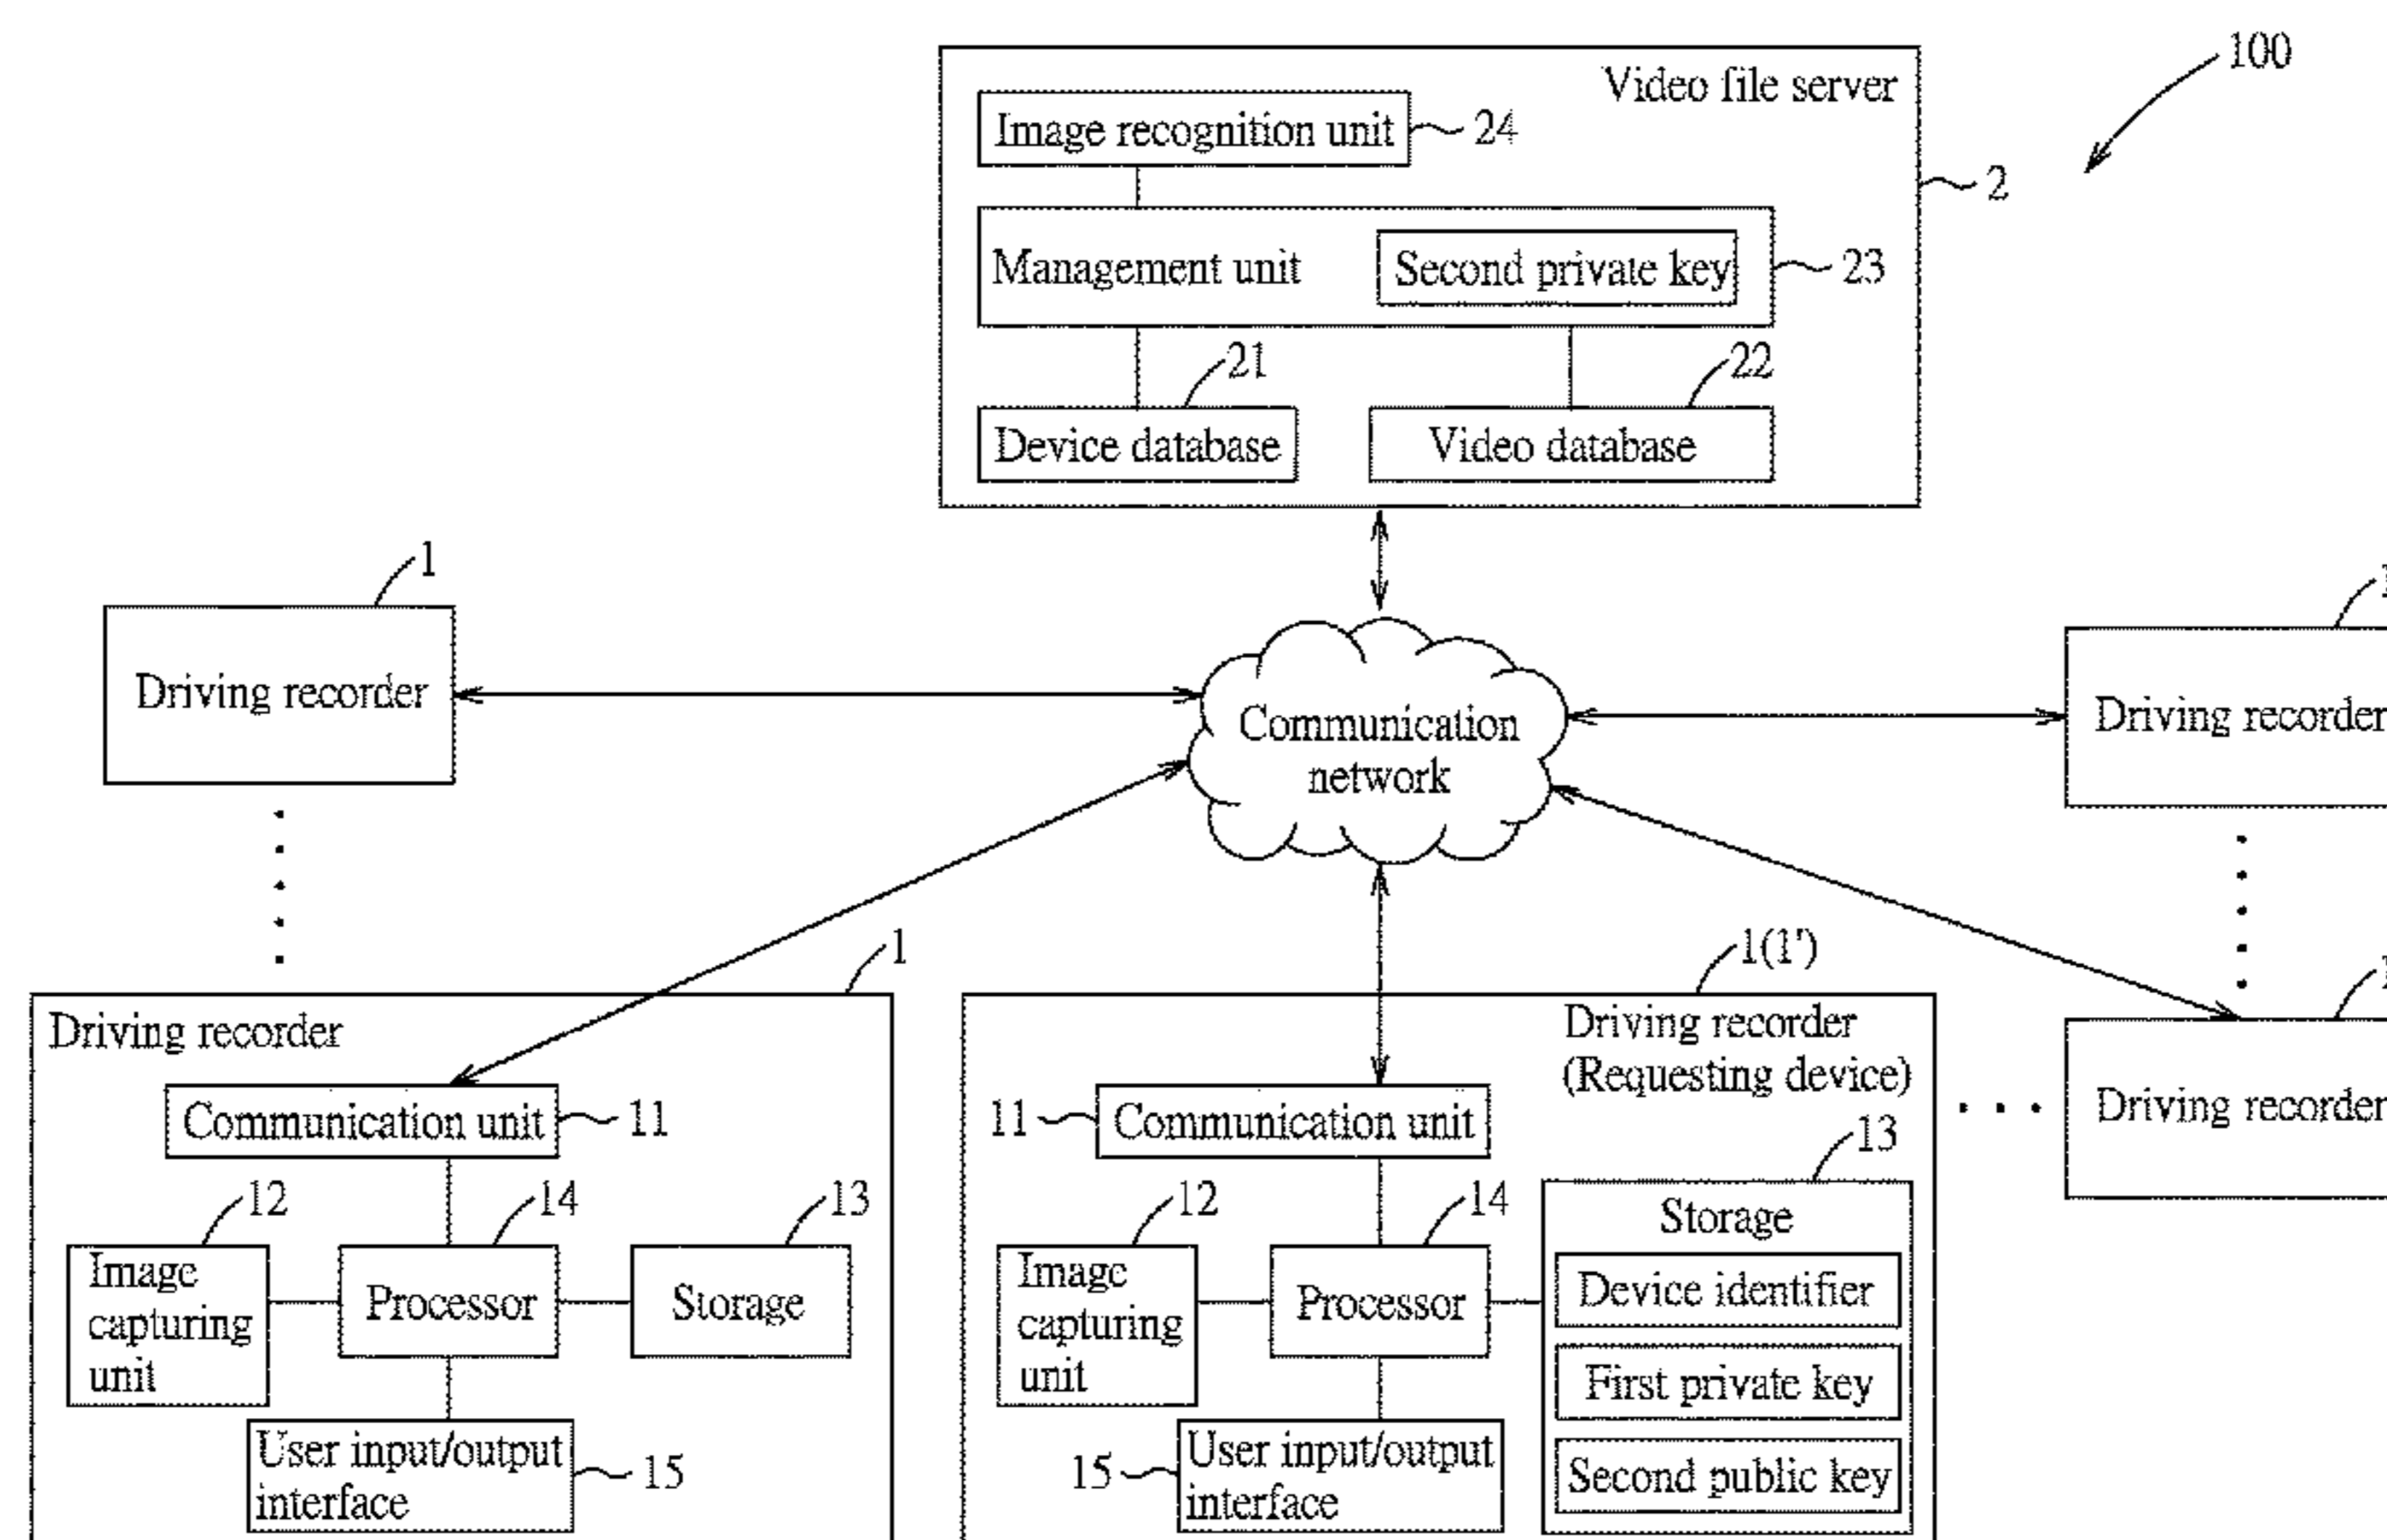 100
Video file server
Image recognition unit
24
2
Management unit
Second private key
23
21
22
Device database
Video database
1
Driving recorder
Communication
network
Driving recorder
1
Driving recorder
Communication unit
11
12
14
13
Image
capturing
unit
Processor
Storage
User input/output
interface
15
1(1')
Driving recorder
(Requesting device)
11
Communication unit
13
12
14
Storage
Image
capturing
unit
Processor
Device identifier
First private key
Second public key
15
User input/output
interface
Driving recorder